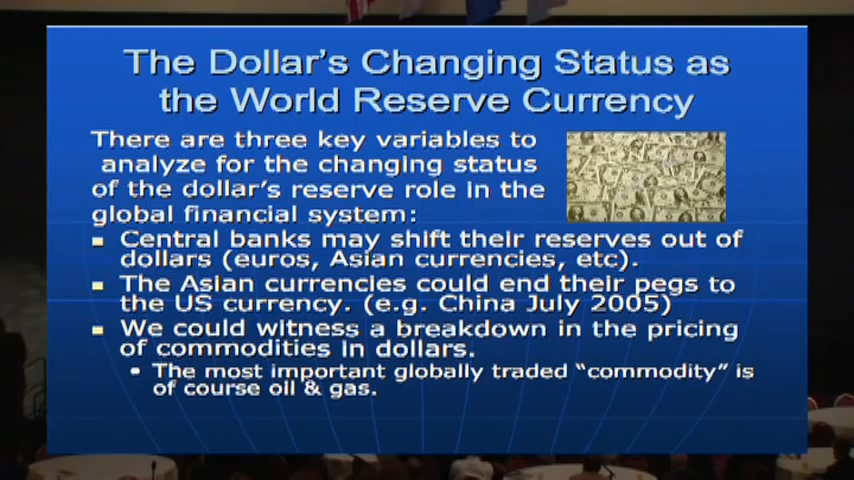 The Dollar's Changing Status as
the World Reserve Currency
There are three key variables to
analyze for the changing status
of the dollar's reserve role in the
global financial system:
Central banks may shift their reserves out of
dollars (euros, Asian currencies, etc).
The Asian currencies could end their pegs to
the US currency. (e.g. China July 2005)
We could witness a breakdown in the pricing
of commodities in dollars.
The most important globally traded "commodity" is
of course oil & gas.